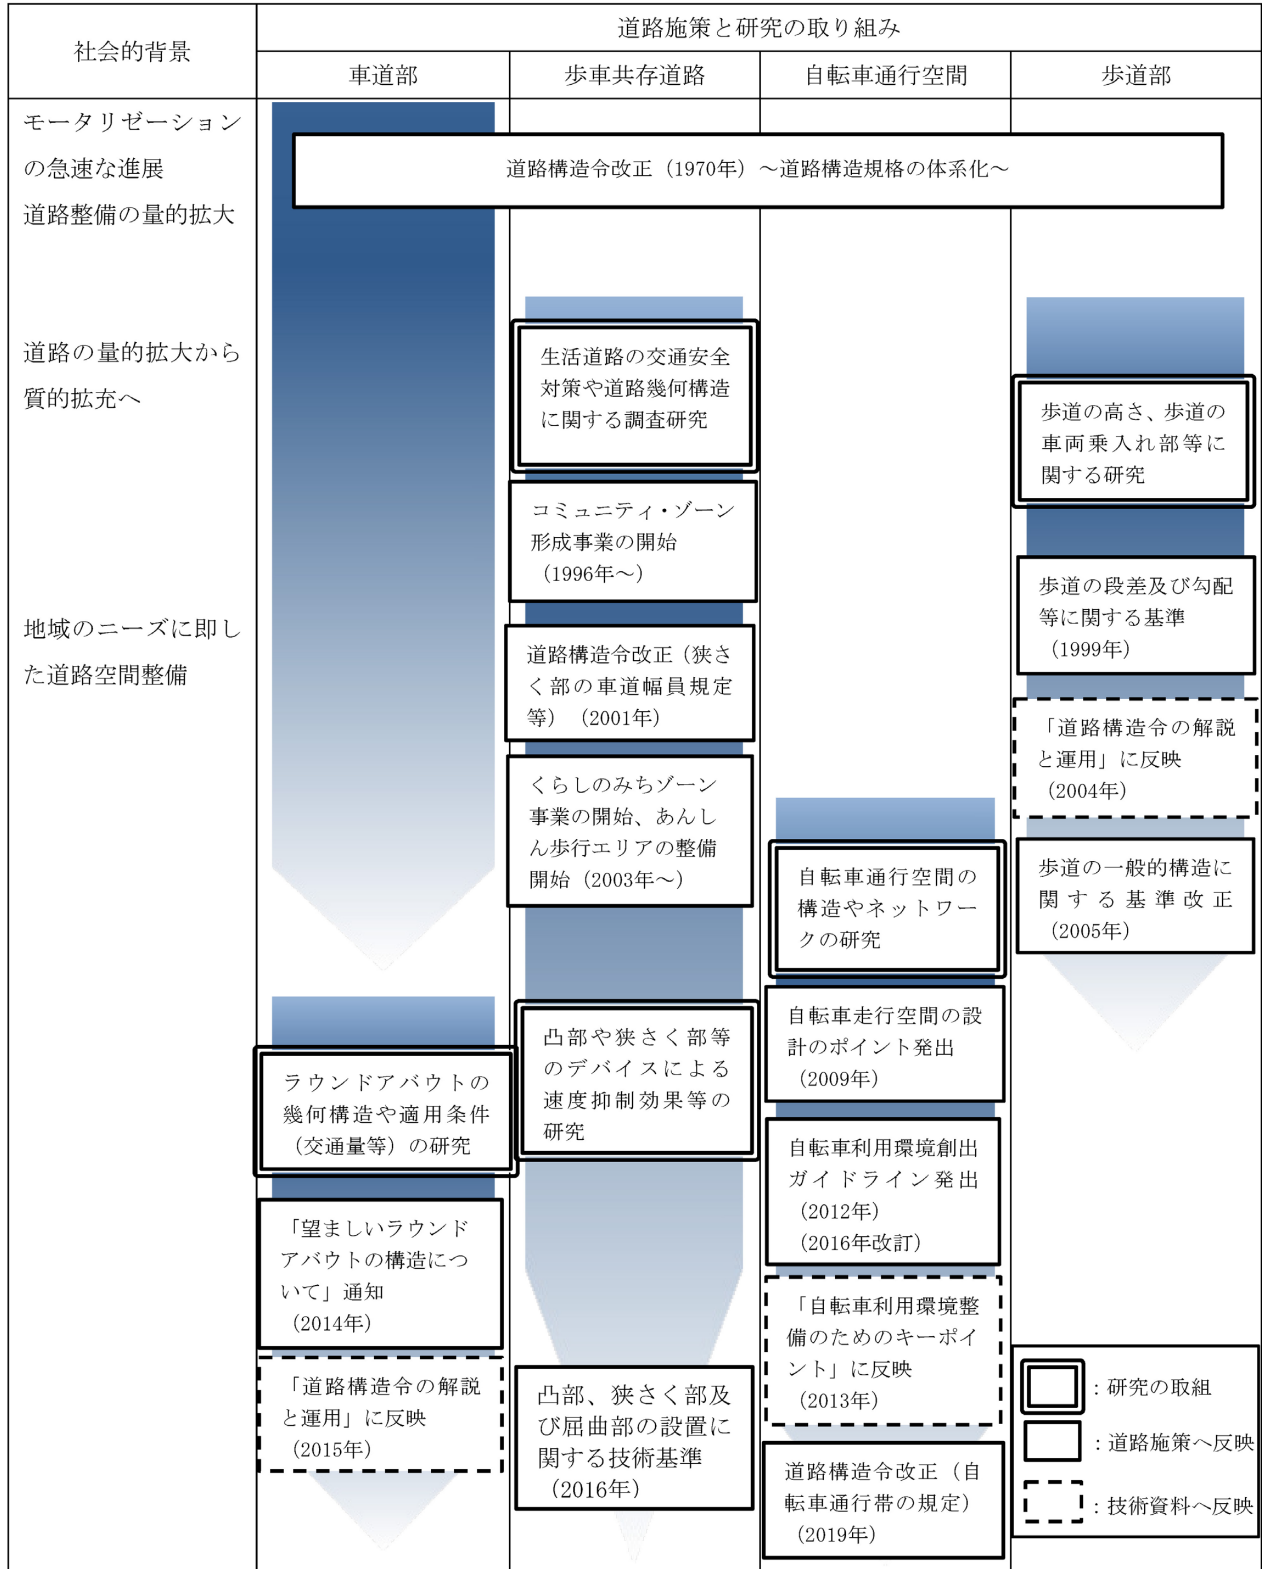 社会的背景
道路施策と研究の取り組み
車道部
歩車共存道路
自転車通行空間
歩道部
モータリゼーション
の急速な進展
道路整備の量的拡大
道路構造令改正（1970年）～道路構造規格の体系化～
道路の量的拡大から
質的拡充へ
地域のニーズに即し
た道路空間整備
ラウンドアバウトの
幾何構造や適用条件
（交通量等）の研究
「望ましいラウンド
アバウトの構造につ
いて」通知
（2014年）
「道路構造令の解説
と運用」に反映
（2015年）
生活道路の交通安全
対策や道路幾何構造
に関する調査研究
コミュニティ・ゾーン
形成事業の開始
（1996年～）
道路構造令改正（狭さ
く部の車道幅員規定
等）（2001年）
くらしのみちゾーン
事業の開始、あんし
ん歩行エリアの整備
開始（2003年～）
凸部や狭さく部等
のデバイスによる
速度抑制効果等の
研究
凸部、狭さく部及
び屈曲部の設置に
関する技術基準
（2016年）
自転車通行空間の
構造やネットワー
クの研究
自転車走行空間の設
計のポイント発出
（2009年）
自転車利用環境創出
ガイドライン発出
（2012年）
（2016年改訂）
「自転車利用環境整
備のためのキーポイ
ント」に反映
（2013年）
道路構造令改正（自
転車通行帯の規定）
（2019年）
歩道の高さ、歩道の
車両乗入れ部等に
関する研究
歩道の段差及び勾配
等に関する基準
（1999年）
「道路構造令の解説
と運用」に反映
（2004年）
歩道の一般的構造に
関する基準改正
（2005年）
：研究の取組
：道路施策へ反映
：技術資料へ反映